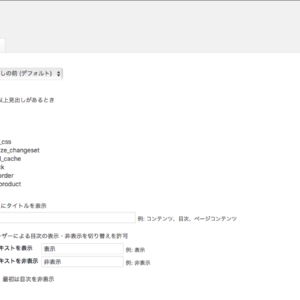 しの前 (デフォルト)
以上見出しがあるとき
_css
ze_changeset
d_cache
ck
order
product
にタイトルを表示
例: コンテンツ、目次、ページコンテンツ
ーザーによる目次の表示・非表示を切り替えを許可
キストを表示 表示 例: 表示
キストを非表示 非表示 例: 非表示
最初は目次を非表示